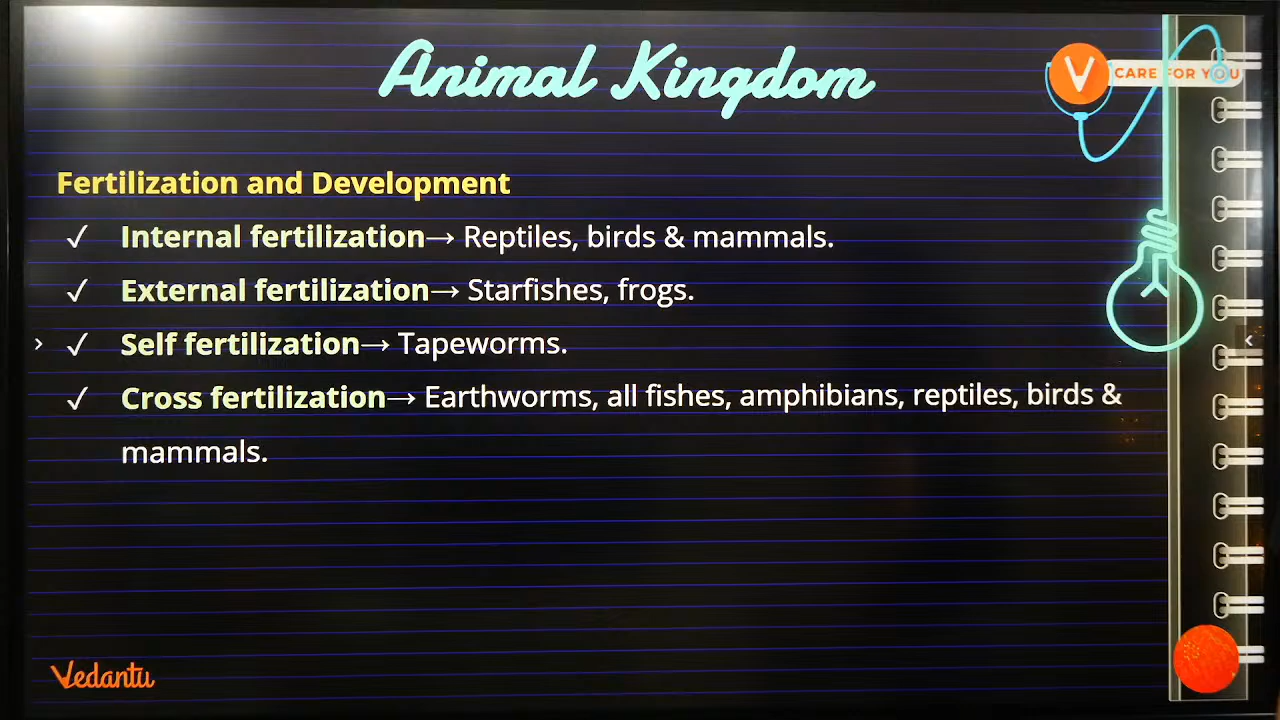 Animal Kingdom
V CARE FOR YOU
Fertilization and Development
✓ Internal fertilization→ Reptiles, birds & mammals.
✓ External fertilization→ Starfishes, frogs.
✓ Self fertilization→ Tapeworms.
✓ Cross fertilization→ Earthworms, all fishes, amphibians, reptiles, birds &
mammals.
Vedantu